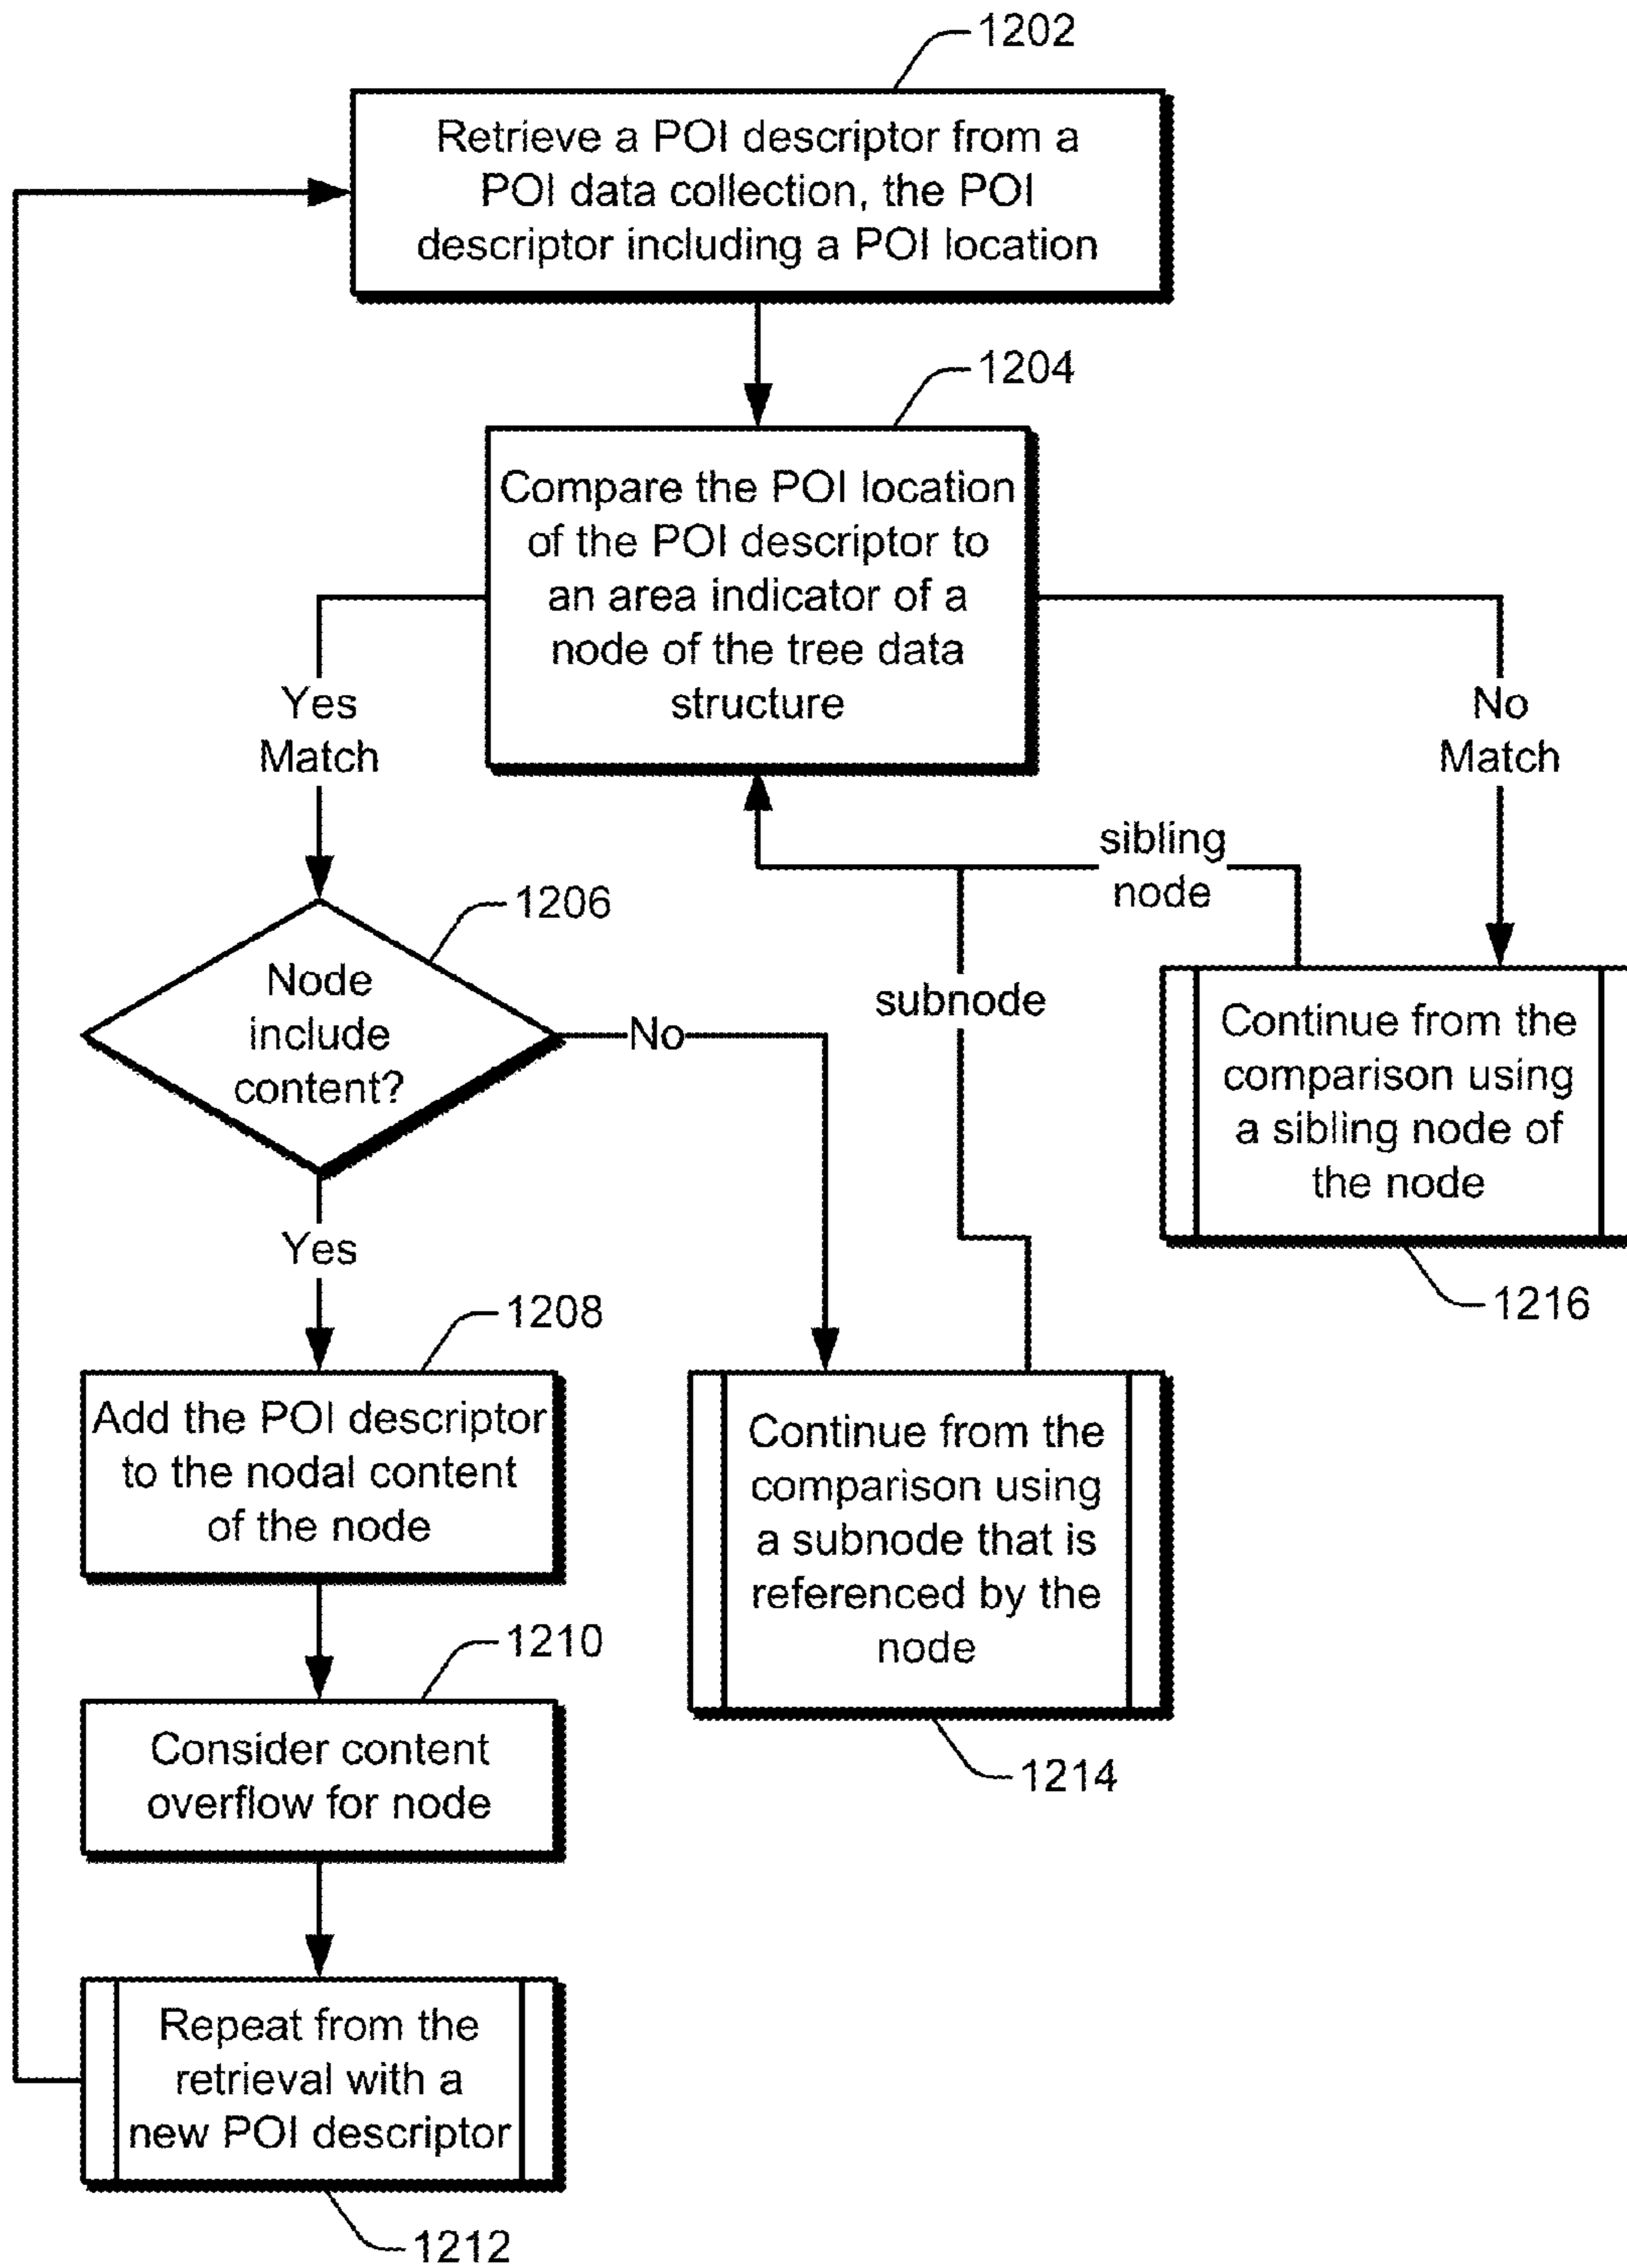 1202
Retrieve a POI descriptor from a
POI data collection, the POI
descriptor including a POI location
1204
Compare the POI location
of the POI descriptor to
an area indicator of a
node of the tree data
structure
Yes
Match
No
Match
sibling
node
1206
Node
include
content?
No
subnode
Continue from the
comparison using
a sibling node of
the node
1216
Yes
1208
Add the POI descriptor
to the nodal content
of the node
Continue from the
comparison using
a subnode that is
referenced by the
node
1214
1210
Consider content
overflow for node
Repeat from the
retrieval with a
new POI descriptor
1212